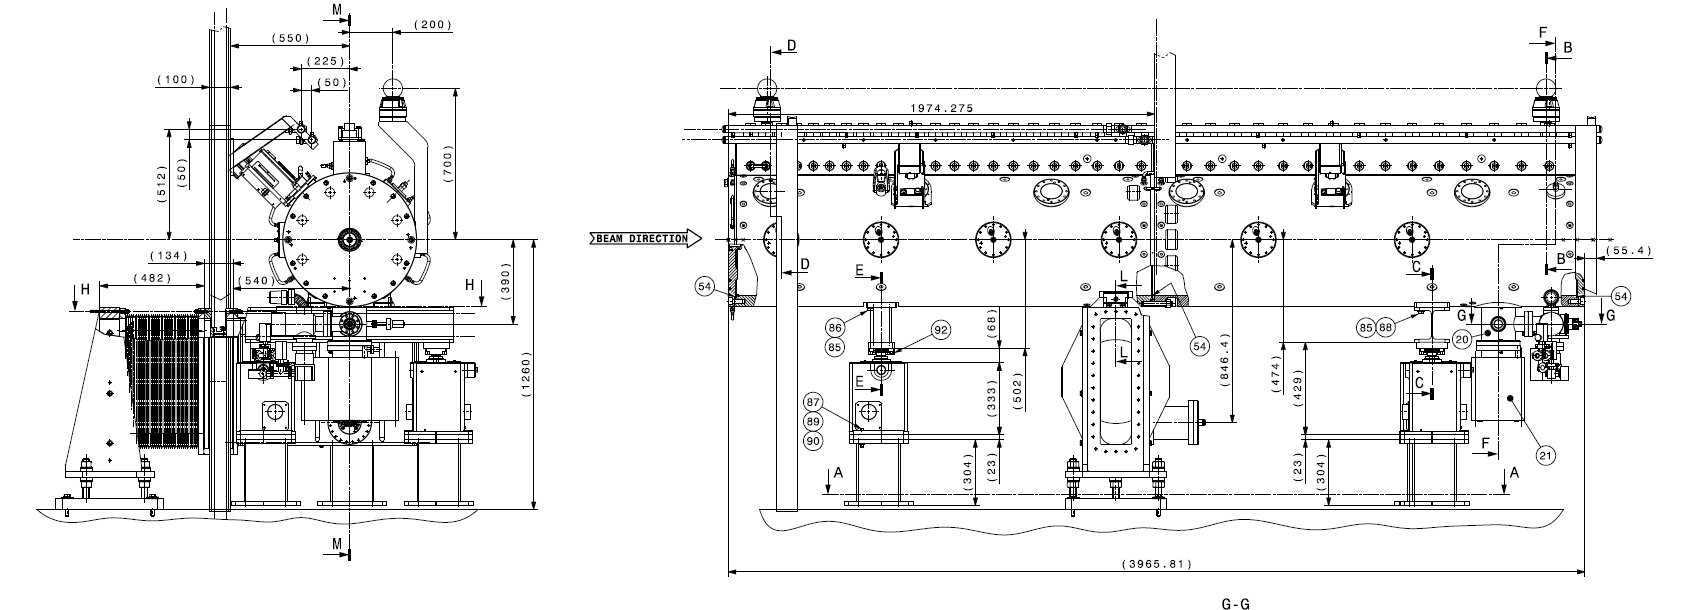 M
(200)
(550)
(225)
(50)
(100)
(512)
(50)
(700)
(134)
(482)
(540)
(390)
H
H
(1260)
M
D
F
B
1974.275
BEAM DIRECTION
D
E
L
C
B
(55.4)
54
54
86
85
92
(68)
54
85
88
G
20
G
L
(846.4)
(474)
(429)
E
(333)
(502)
C
87
89
90
F
21
A
(304)
(23)
(23)
(304)
A
(3965.81)
G-G